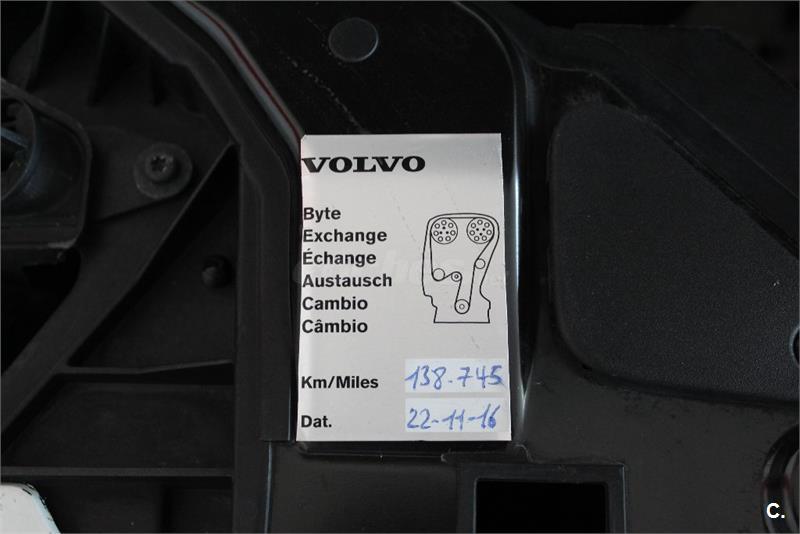 VOLVO
Byte
Exchange
Échange
Austausch
Cambio
Câmbio
Km/Miles 138.745
Dat. 22-11-16
C.